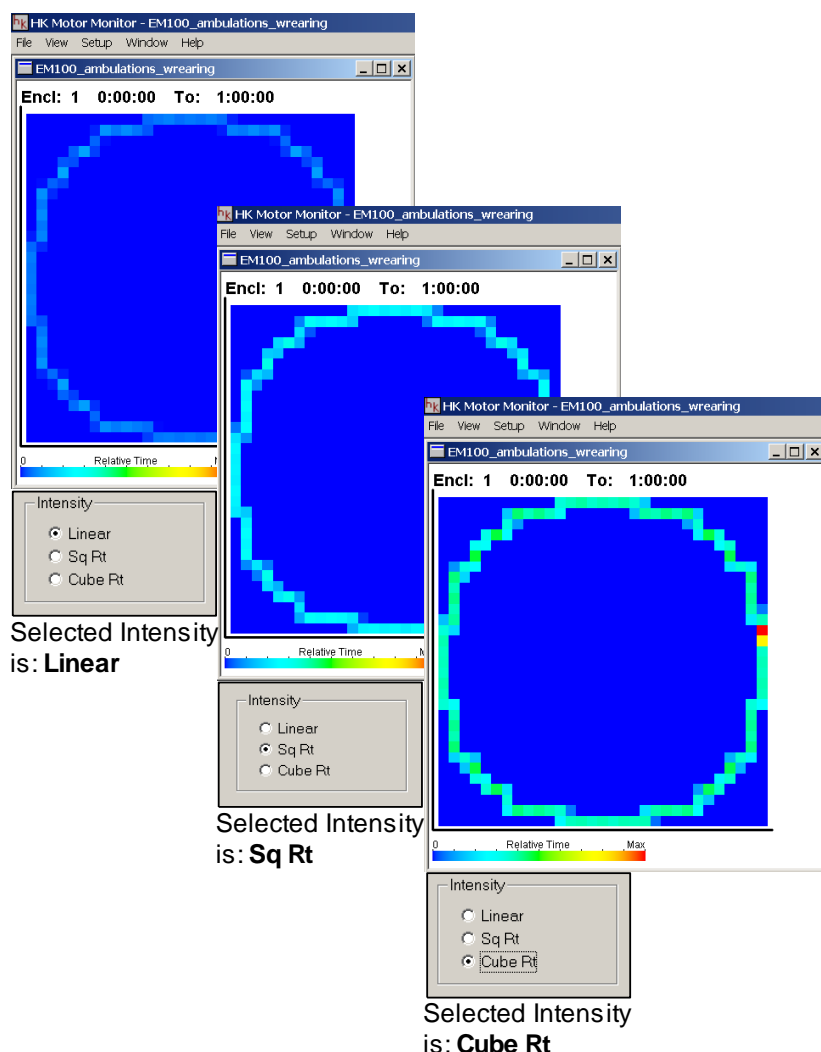 hk HK Motor Monitor - EM100_ambulations_wrearing
File View Setup Window Help
EM100_ambulations_wrearing
Encl: 1 0:00:00 To: 1:00:00
0 Relative Time
Intensity
Linear
Sq Rt
Cube Rt
Selected Intensity
is: Linear
hk HK Motor Monitor - EM100_ambulations_wrearing
File View Setup Window Help
EM100_ambulations_wrearing
Encl: 1 0:00:00 To: 1:00:00
0 Relative Time
Intensity
Linear
Sq Rt
Cube Rt
Selected Intensity
is: Sq Rt
hk HK Motor Monitor - EM100_ambulations_wrearing
File View Setup Window Help
EM100_ambulations_wrearing
Encl: 1 0:00:00 To: 1:00:00
0 Relative Time Max
Intensity
Linear
Sq Rt
Cube Rt
Selected Intensity
is: Cube Rt